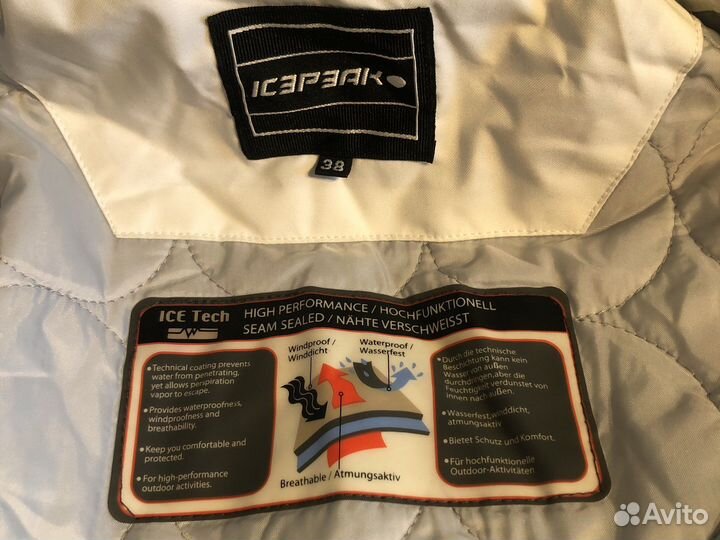 ICEPEAK
38
ICE Tech
HIGH PERFORMANCE / HOCHFUNKTIONELL
SEAM SEALED / NÄHTE VERSCHWEISST
•Technical coating prevents
water from penetrating,
yet allows perspiration
vapor to escape.
•Provides waterproofness,
windproofness and
breathability.
•Keep you comfortable and
protected.
•For high-performance
outdoor activities.
Windproof /
Winddicht
Waterproof /
Wasserfest
Breathable / Atmungsaktiv
•Durch die technische
Beschichtung kann kein
Wasser von außen
durchdringen,aber die
Feuchtigkeit verdunstet von
innen nach außen.
•Wasserfest,winddicht,
atmungsaktiv
•Bietet Schutz und Komfort.
•Für hochfunktionelle
Outdoor-Aktivitäten
Avito